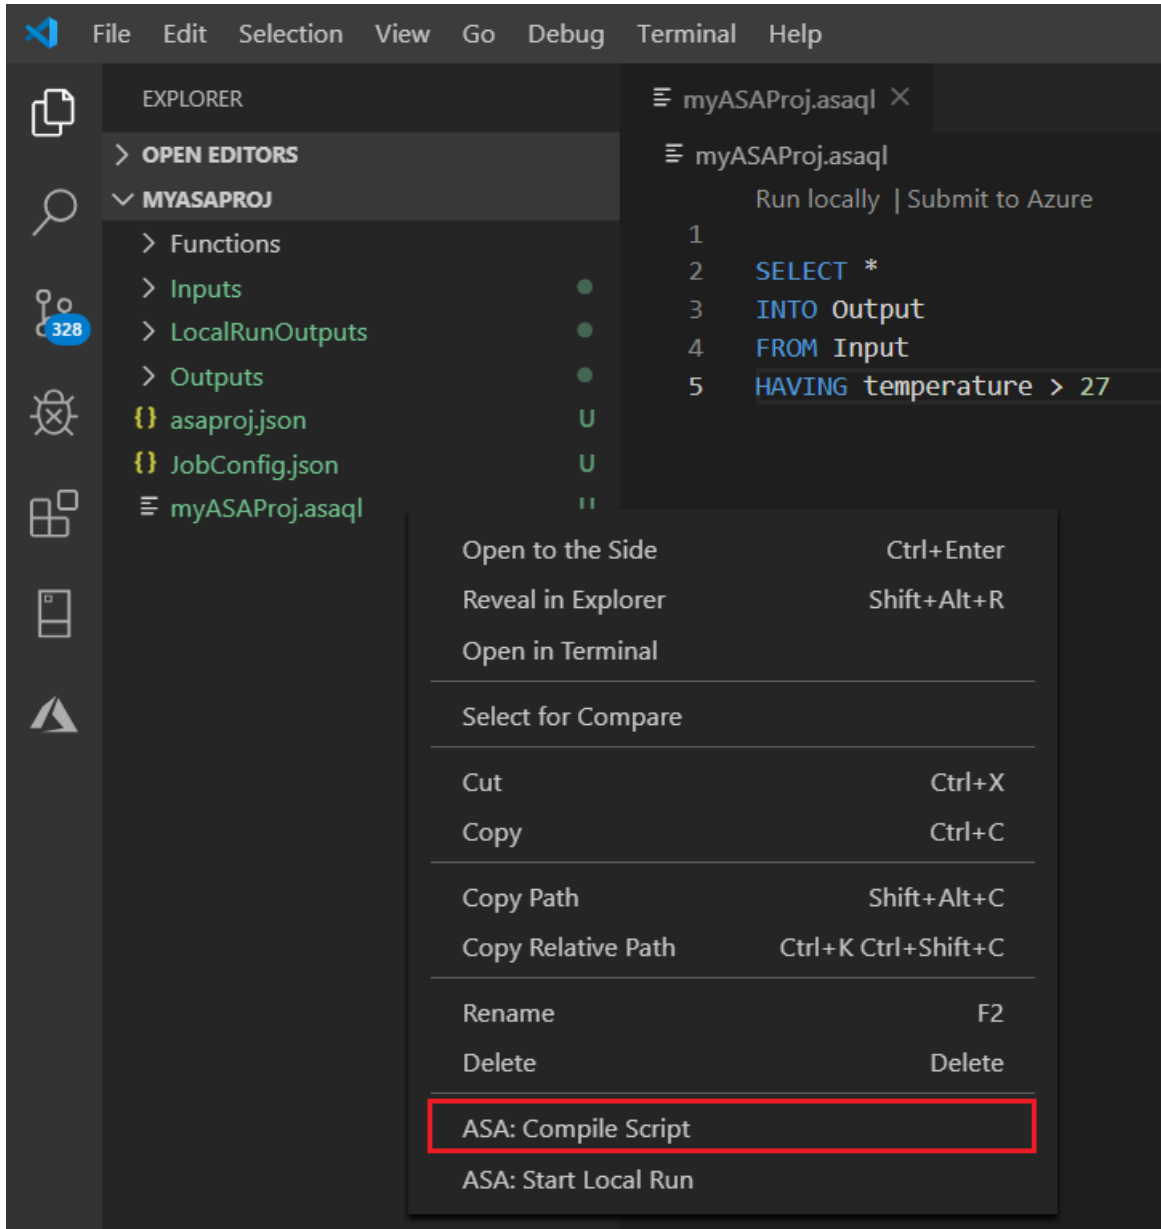 File Edit Selection View Go Debug Terminal Help
EXPLORER
OPEN EDITORS
MYASAPROJ
Functions
Inputs
LocalRunOutputs
Outputs
{} asaproj.json U
{} JobConfig.json U
myASAProj.asaql U
328
myASAProj.asaql ×
myASAProj.asaql
Run locally | Submit to Azure
1
2 SELECT *
3 INTO Output
4 FROM Input
5 HAVING temperature > 27
Open to the Side Ctrl+Enter
Reveal in Explorer Shift+Alt+R
Open in Terminal
Select for Compare
Cut Ctrl+X
Copy Ctrl+C
Copy Path Shift+Alt+C
Copy Relative Path Ctrl+K Ctrl+Shift+C
Rename F2
Delete Delete
ASA: Compile Script
ASA: Start Local Run